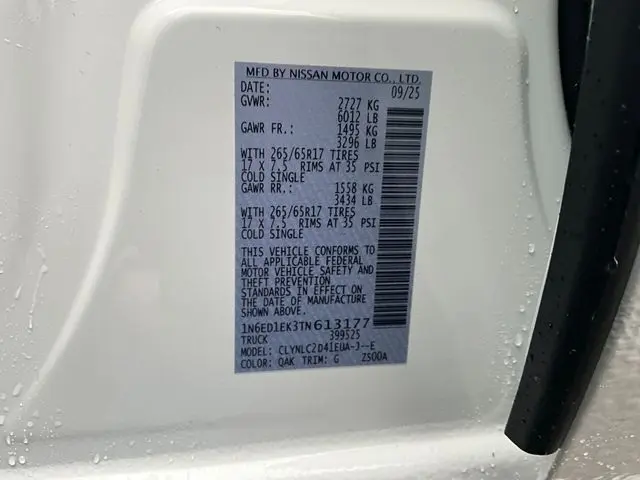 MFD BY NISSAN MOTOR CO., LTD.
DATE: 09/25
GVWR: 2727 KG
6012 LB
GAWR FR.: 1495 KG
3296 LB
WITH 265/65R17 TIRES
17 X 7.5 RIMS AT 35 PSI
COLD SINGLE
GAWR RR.: 1558 KG
3434 LB
WITH 265/65R17 TIRES
17 X 7.5 RIMS AT 35 PSI
COLD SINGLE
THIS VEHICLE CONFORMS TO
ALL APPLICABLE FEDERAL
MOTOR VEHICLE SAFETY AND
THEFT PREVENTION
STANDARDS IN EFFECT ON
THE DATE OF MANUFACTURE
SHOWN ABOVE.
1N6ED1EK3TN613177
TRUCK 399525
MODEL: CLYNLC2D41EUA-J--E
COLOR: QAK TRIM: G Z500A